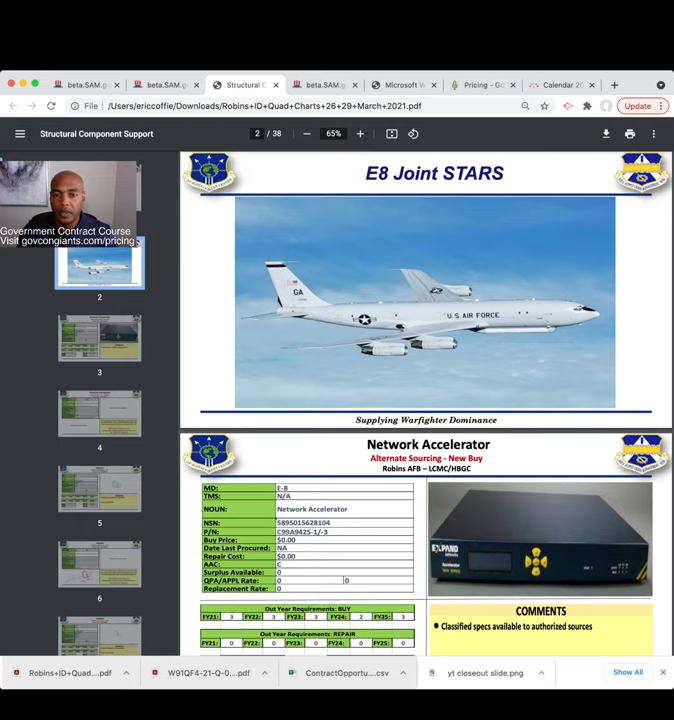 beta.SAM.g
beta.SAM.g
Structural C
beta.SAM.g
Microsoft W
Pricing - Go
Calendar 20
File /Users/ericcoffie/Downloads/Robins+ID+Quad+Charts+26+29+March+2021.pdf
Update
Structural Component Support
2 / 38
65%
Government Contract Course
Visit govcongiants.com/pricing
2
3
4
5
6
E8 Joint STARS
GA
U.S. AIR FORCE
Supplying Warfighter Dominance
Network Accelerator
Alternate Sourcing - New Buy
Robins AFB – LCMC/HBGC
MD: E-8
TMS: N/A
NOUN: Network Accelerator
NSN: 5895015628104
P/N: C99A9425-1/-3
Buy Price: $0.00
Date Last Procured: NA
Repair Cost: $0.00
AAC: C
Surplus Available: 0
QPA/APPL Rate: 0 0
Replacement Rate: 0
Out Year Requirements: BUY
FY21: 3 FY22: 3 FY23: 3 FY24: 2 FY25: 3
Out Year Requirements: REPAIR
FY21: 0 FY22: 0 FY23: 0 FY24: 0 FY25: 0
EXPAND
Accelerator
COMMENTS
● Classified specs available to authorized sources
Robins+ID+Quad....pdf
W91QF4-21-Q-0....pdf
ContractOpportu....csv
yt closeout slide.png
Show All